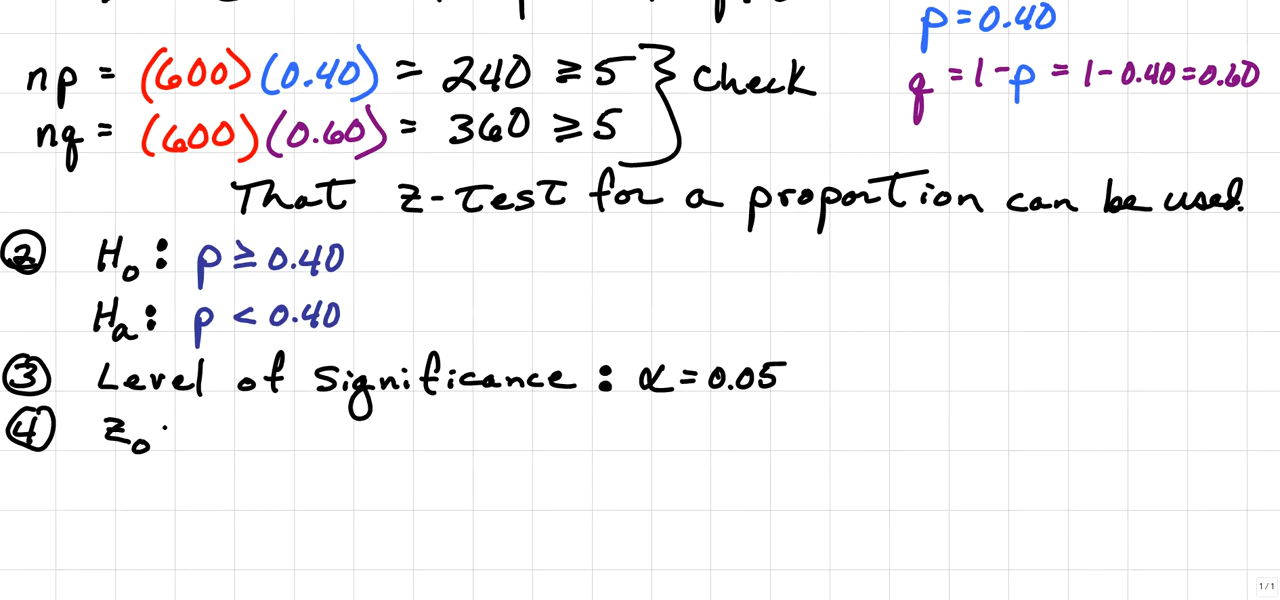 p = 0.40
np = (600)(0.40) = 240 ≥ 5 } Check
q = 1 - p = 1 - 0.40 = 0.60
nq = (600)(0.60) = 360 ≥ 5
That z-test for a proportion can be used.
② H₀: p ≥ 0.40
Hₐ: p < 0.40
③ Level of significance: α = 0.05
④ z₀
1/1